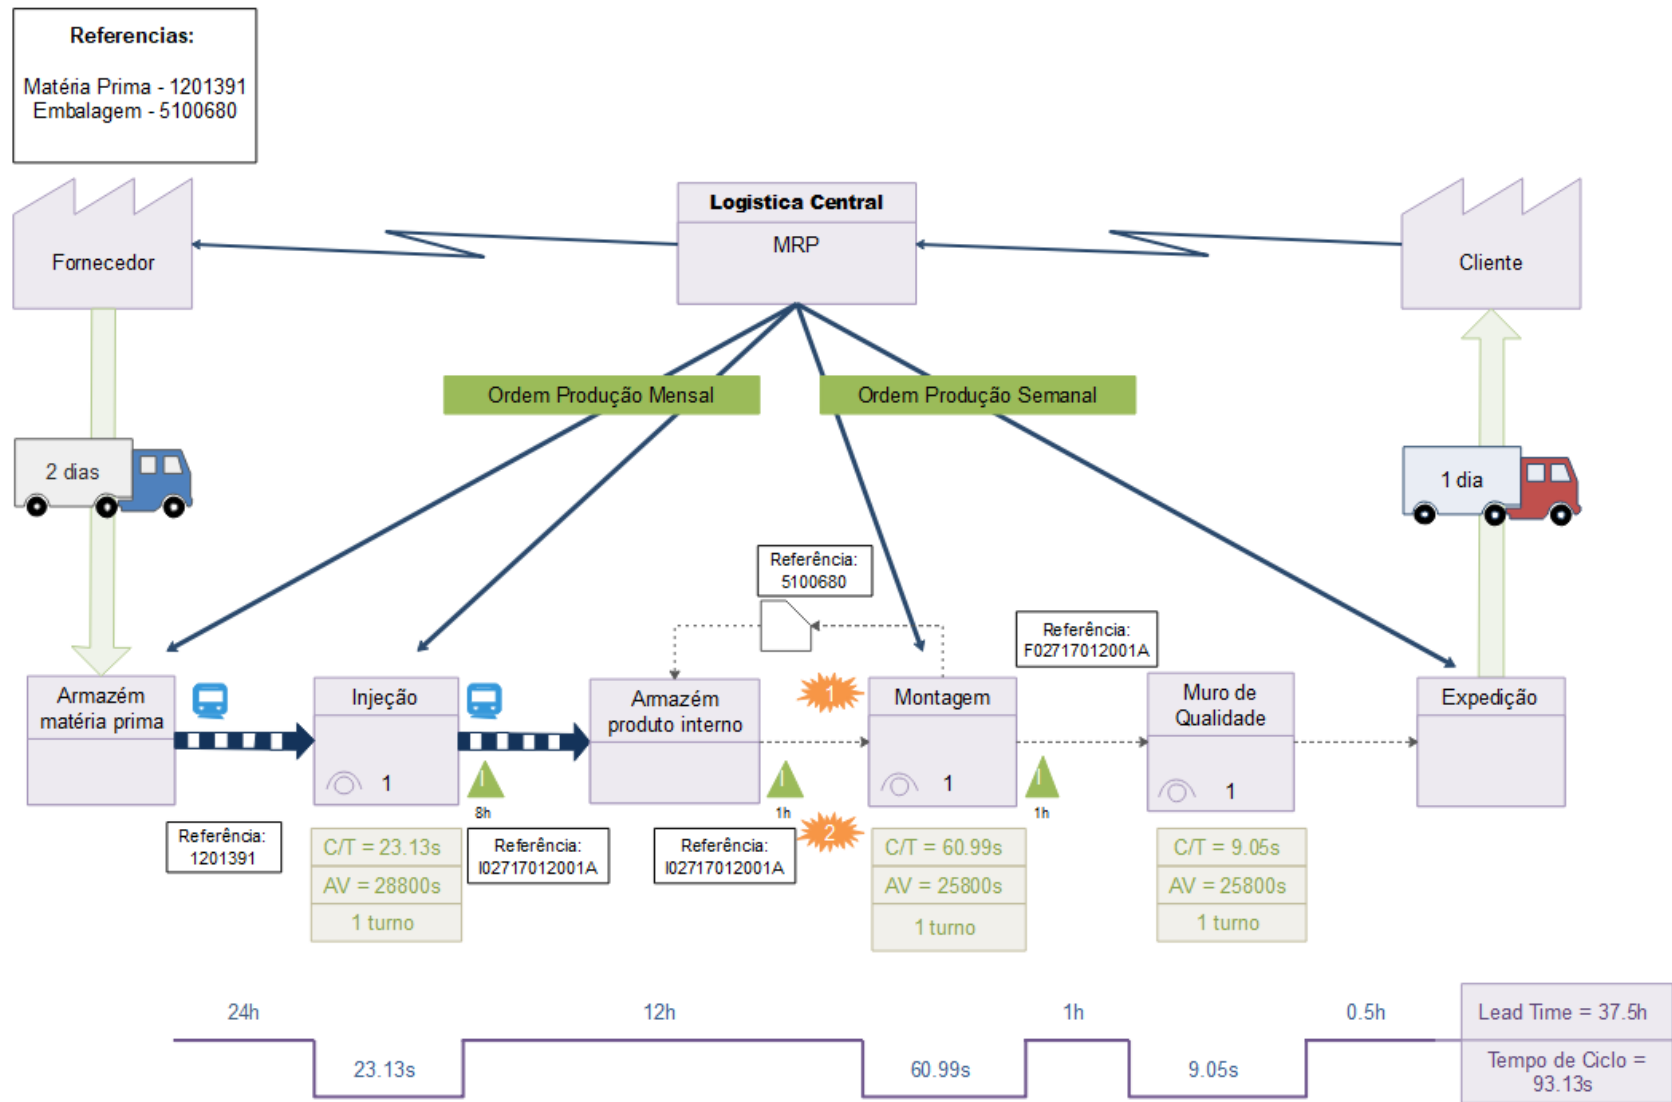 Referencias:
Matéria Prima - 1201391
Embalagem - 5100680
Fornecedor
Logistica Central
MRP
Cliente
Ordem Produção Mensal
Ordem Produção Semanal
2 dias
1 dia
Referência:
5100680
Referência:
F02717012001A
Armazém
matéria prima
Injeção
1
Armazém
produto interno
1
Montagem
1
Muro de
Qualidade
1
Expedição
I
8h
I
1h
I
1h
2
Referência:
1201391
Referência:
I02717012001A
Referência:
I02717012001A
C/T = 23.13s
AV = 28800s
1 turno
C/T = 60.99s
AV = 25800s
1 turno
C/T = 9.05s
AV = 25800s
1 turno
24h
12h
1h
0.5h
Lead Time = 37.5h
23.13s
60.99s
9.05s
Tempo de Ciclo =
93.13s